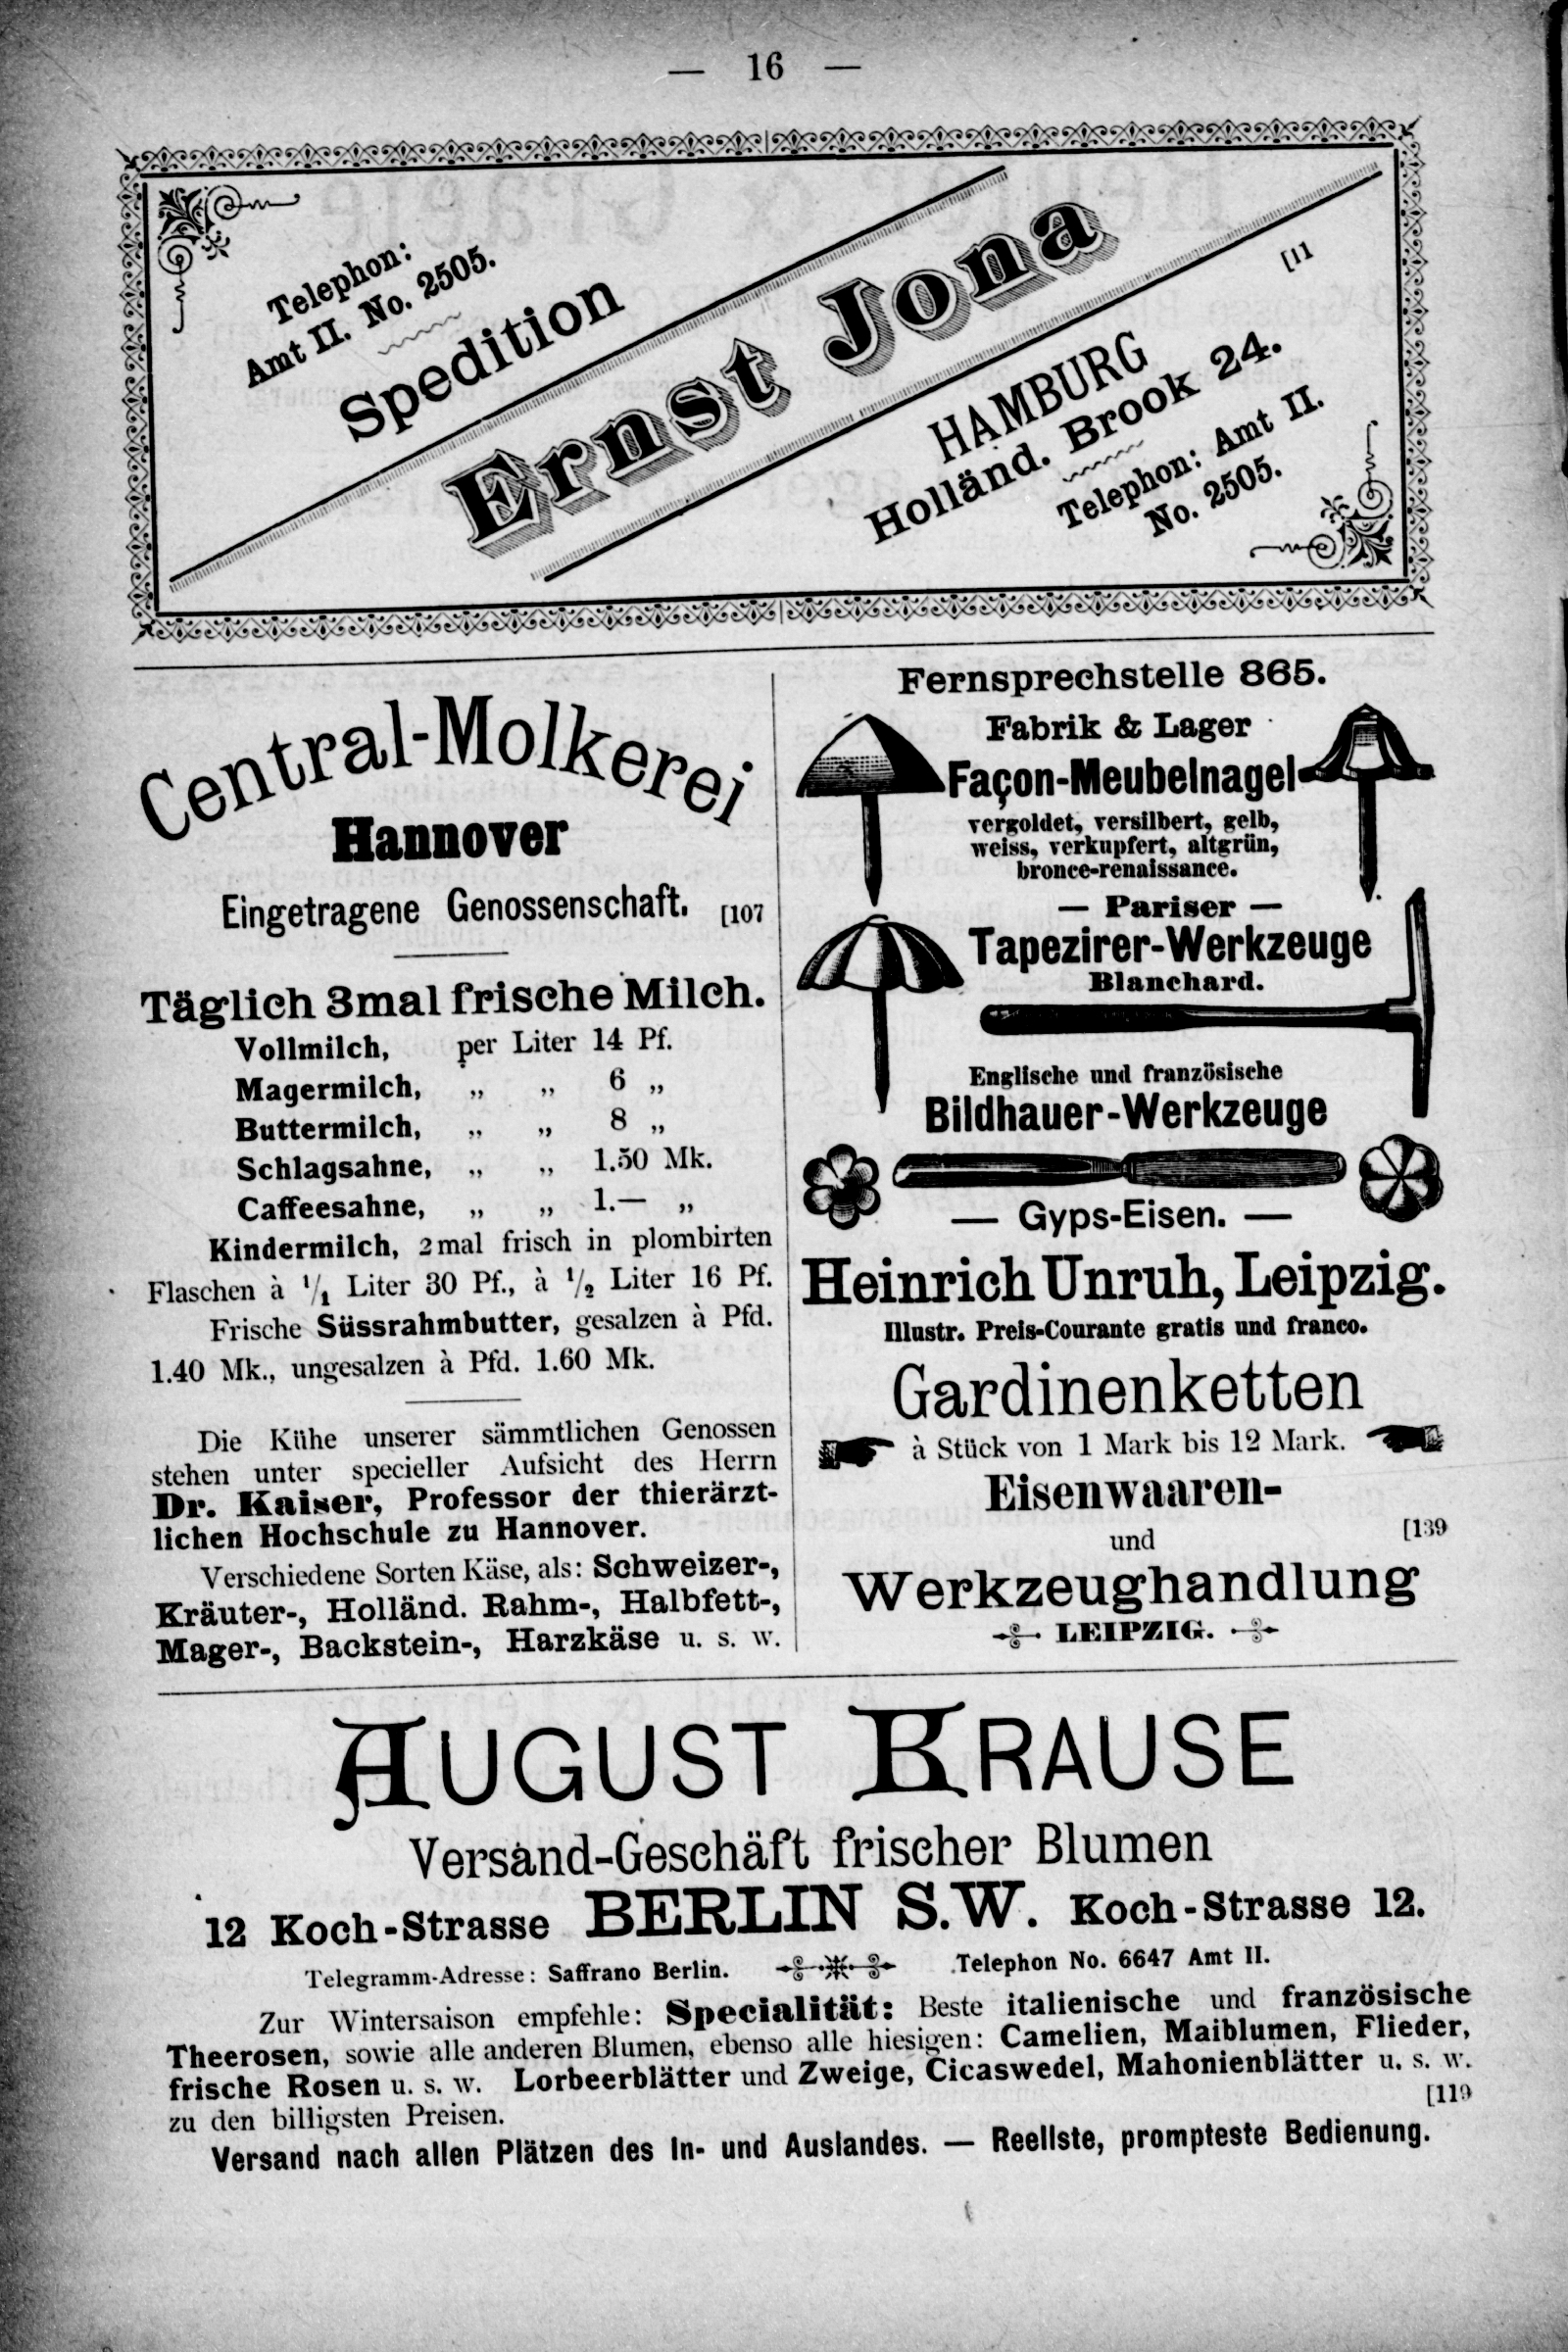 — 16 —
Telephon:
Amt II. No. 2505.
Spedition
Ernst Jona
[11
HAMBURG
Holländ. Brook 24.
Telephon: Amt II.
No. 2505.
Central-Molkerei
Hannover
Eingetragene Genossenschaft. [107
Täglich 3mal frische Milch.
Vollmilch, per Liter 14 Pf.
Magermilch, „ „ 6 „
Buttermilch, „ „ 8 „
Schlagsahne, „ „ 1.50 Mk.
Caffeesahne, „ „ 1.— „
Kindermilch, 2mal frisch in plombirten
Flaschen à 1/1 Liter 30 Pf., à 1/2 Liter 16 Pf.
Frische Süssrahmbutter, gesalzen à Pfd.
1.40 Mk., ungesalzen à Pfd. 1.60 Mk.
Die Kühe unserer sämmtlichen Genossen
stehen unter specieller Aufsicht des Herrn
Dr. Kaiser, Professor der thierärzt-
lichen Hochschule zu Hannover.
Verschiedene Sorten Käse, als: Schweizer-,
Kräuter-, Holländ. Rahm-, Halbfett-,
Mager-, Backstein-, Harzkäse u. s. w.
Fernsprechstelle 865.
Fabrik & Lager
Façon-Meubelnagel
vergoldet, versilbert, gelb,
weiss, verkupfert, altgrün,
bronce-renaissance.
— Pariser —
Tapezirer-Werkzeuge
Blanchard.
Englische und französische
Bildhauer-Werkzeuge
— Gyps-Eisen. —
Heinrich Unruh, Leipzig.
Illustr. Preis-Courante gratis und franco.
Gardinenketten
à Stück von 1 Mark bis 12 Mark.
Eisenwaaren-
und [139
Werkzeughandlung
LEIPZIG.
AUGUST KRAUSE
Versand-Geschäft frischer Blumen
12 Koch-Strasse BERLIN S.W. Koch-Strasse 12.
Telegramm-Adresse: Saffrano Berlin. Telephon No. 6647 Amt II.
Zur Wintersaison empfehle: Specialität: Beste italienische und französische
Theerosen, sowie alle anderen Blumen, ebenso alle hiesigen: Camelien, Maiblumen, Flieder,
frische Rosen u. s. w. Lorbeerblätter und Zweige, Cicaswedel, Mahonienblätter u. s. w.
zu den billigsten Preisen. [119
Versand nach allen Plätzen des In- und Auslandes. — Reellste, prompteste Bedienung.